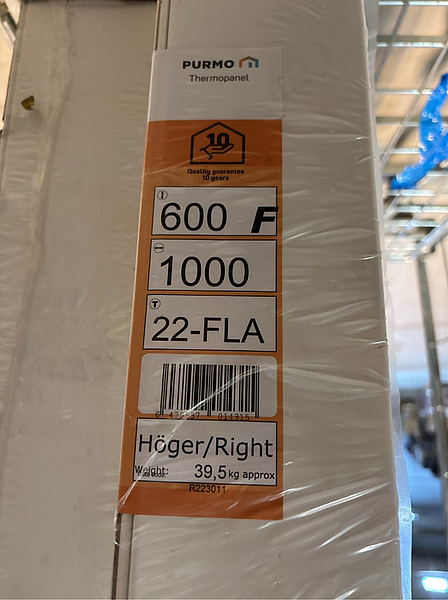 PURMO
Thermopanel
10
Quality guarantee
10 years
600 F
1000
T
22-FLA
Höger/Right
Weight: 39,5 kg approx
R223011